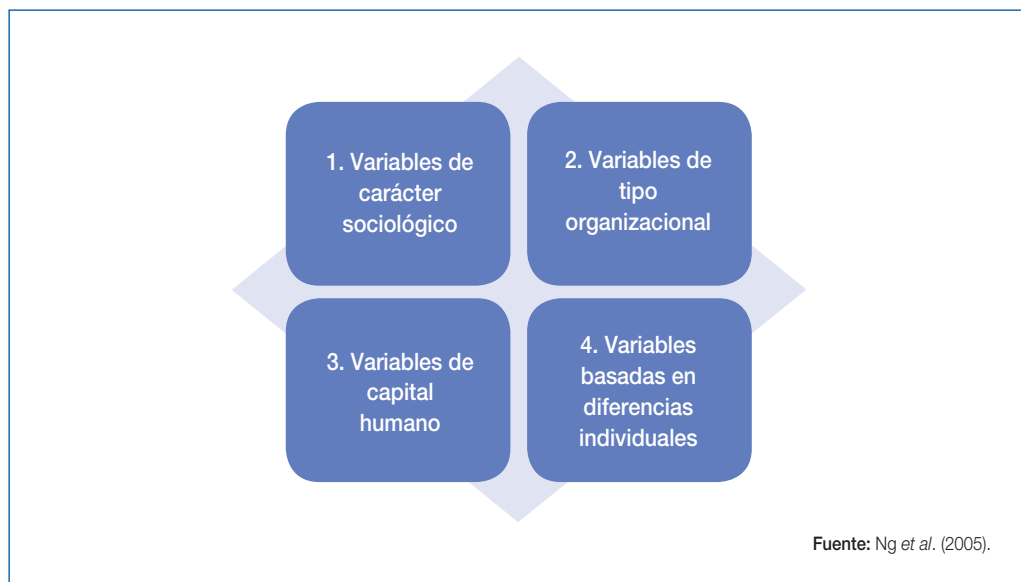 1. Variables de
carácter
sociológico
2. Variables de
tipo
organizacional
3. Variables de
capital
humano
4. Variables
basadas en
diferencias
individuales
Fuente: Ng et al. (2005).